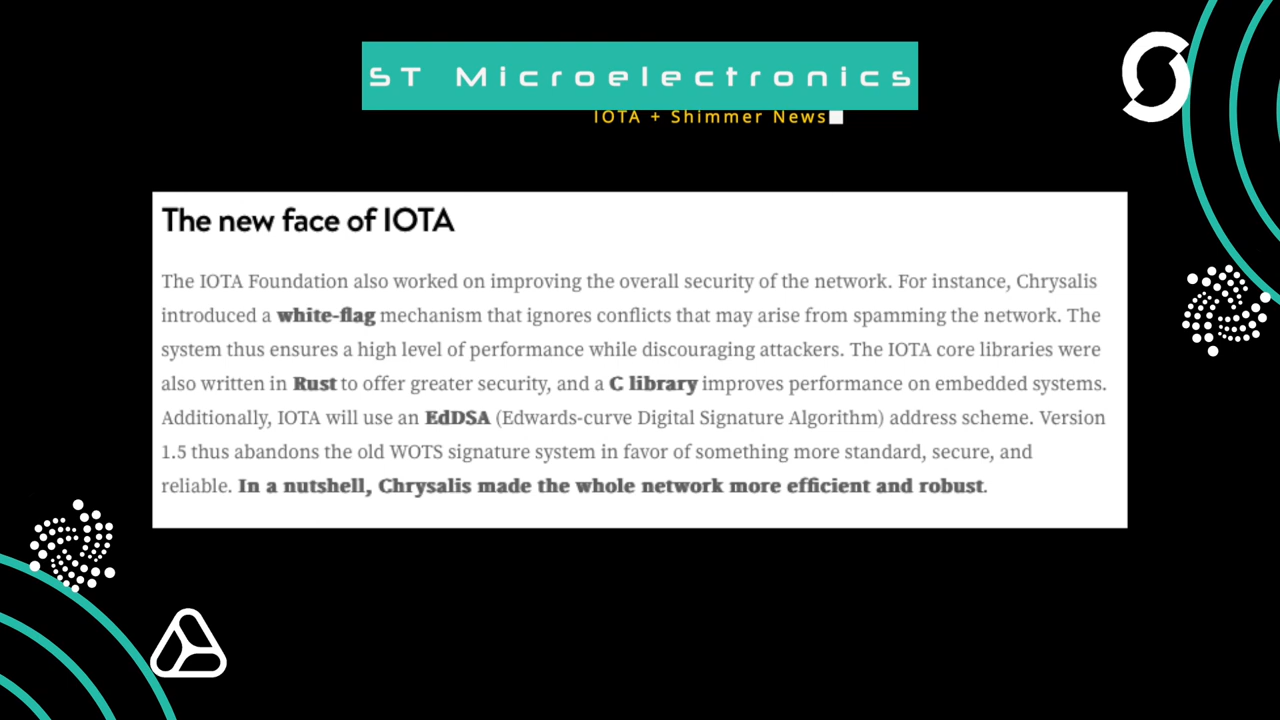 ST Microelectronics
IOTA + Shimmer News
The new face of IOTA
The IOTA Foundation also worked on improving the overall security of the network. For instance, Chrysalis
introduced a white-flag mechanism that ignores conflicts that may arise from spamming the network. The
system thus ensures a high level of performance while discouraging attackers. The IOTA core libraries were
also written in Rust to offer greater security, and a C library improves performance on embedded systems.
Additionally, IOTA will use an EdDSA (Edwards-curve Digital Signature Algorithm) address scheme. Version
1.5 thus abandons the old WOTS signature system in favor of something more standard, secure, and
reliable. In a nutshell, Chrysalis made the whole network more efficient and robust.